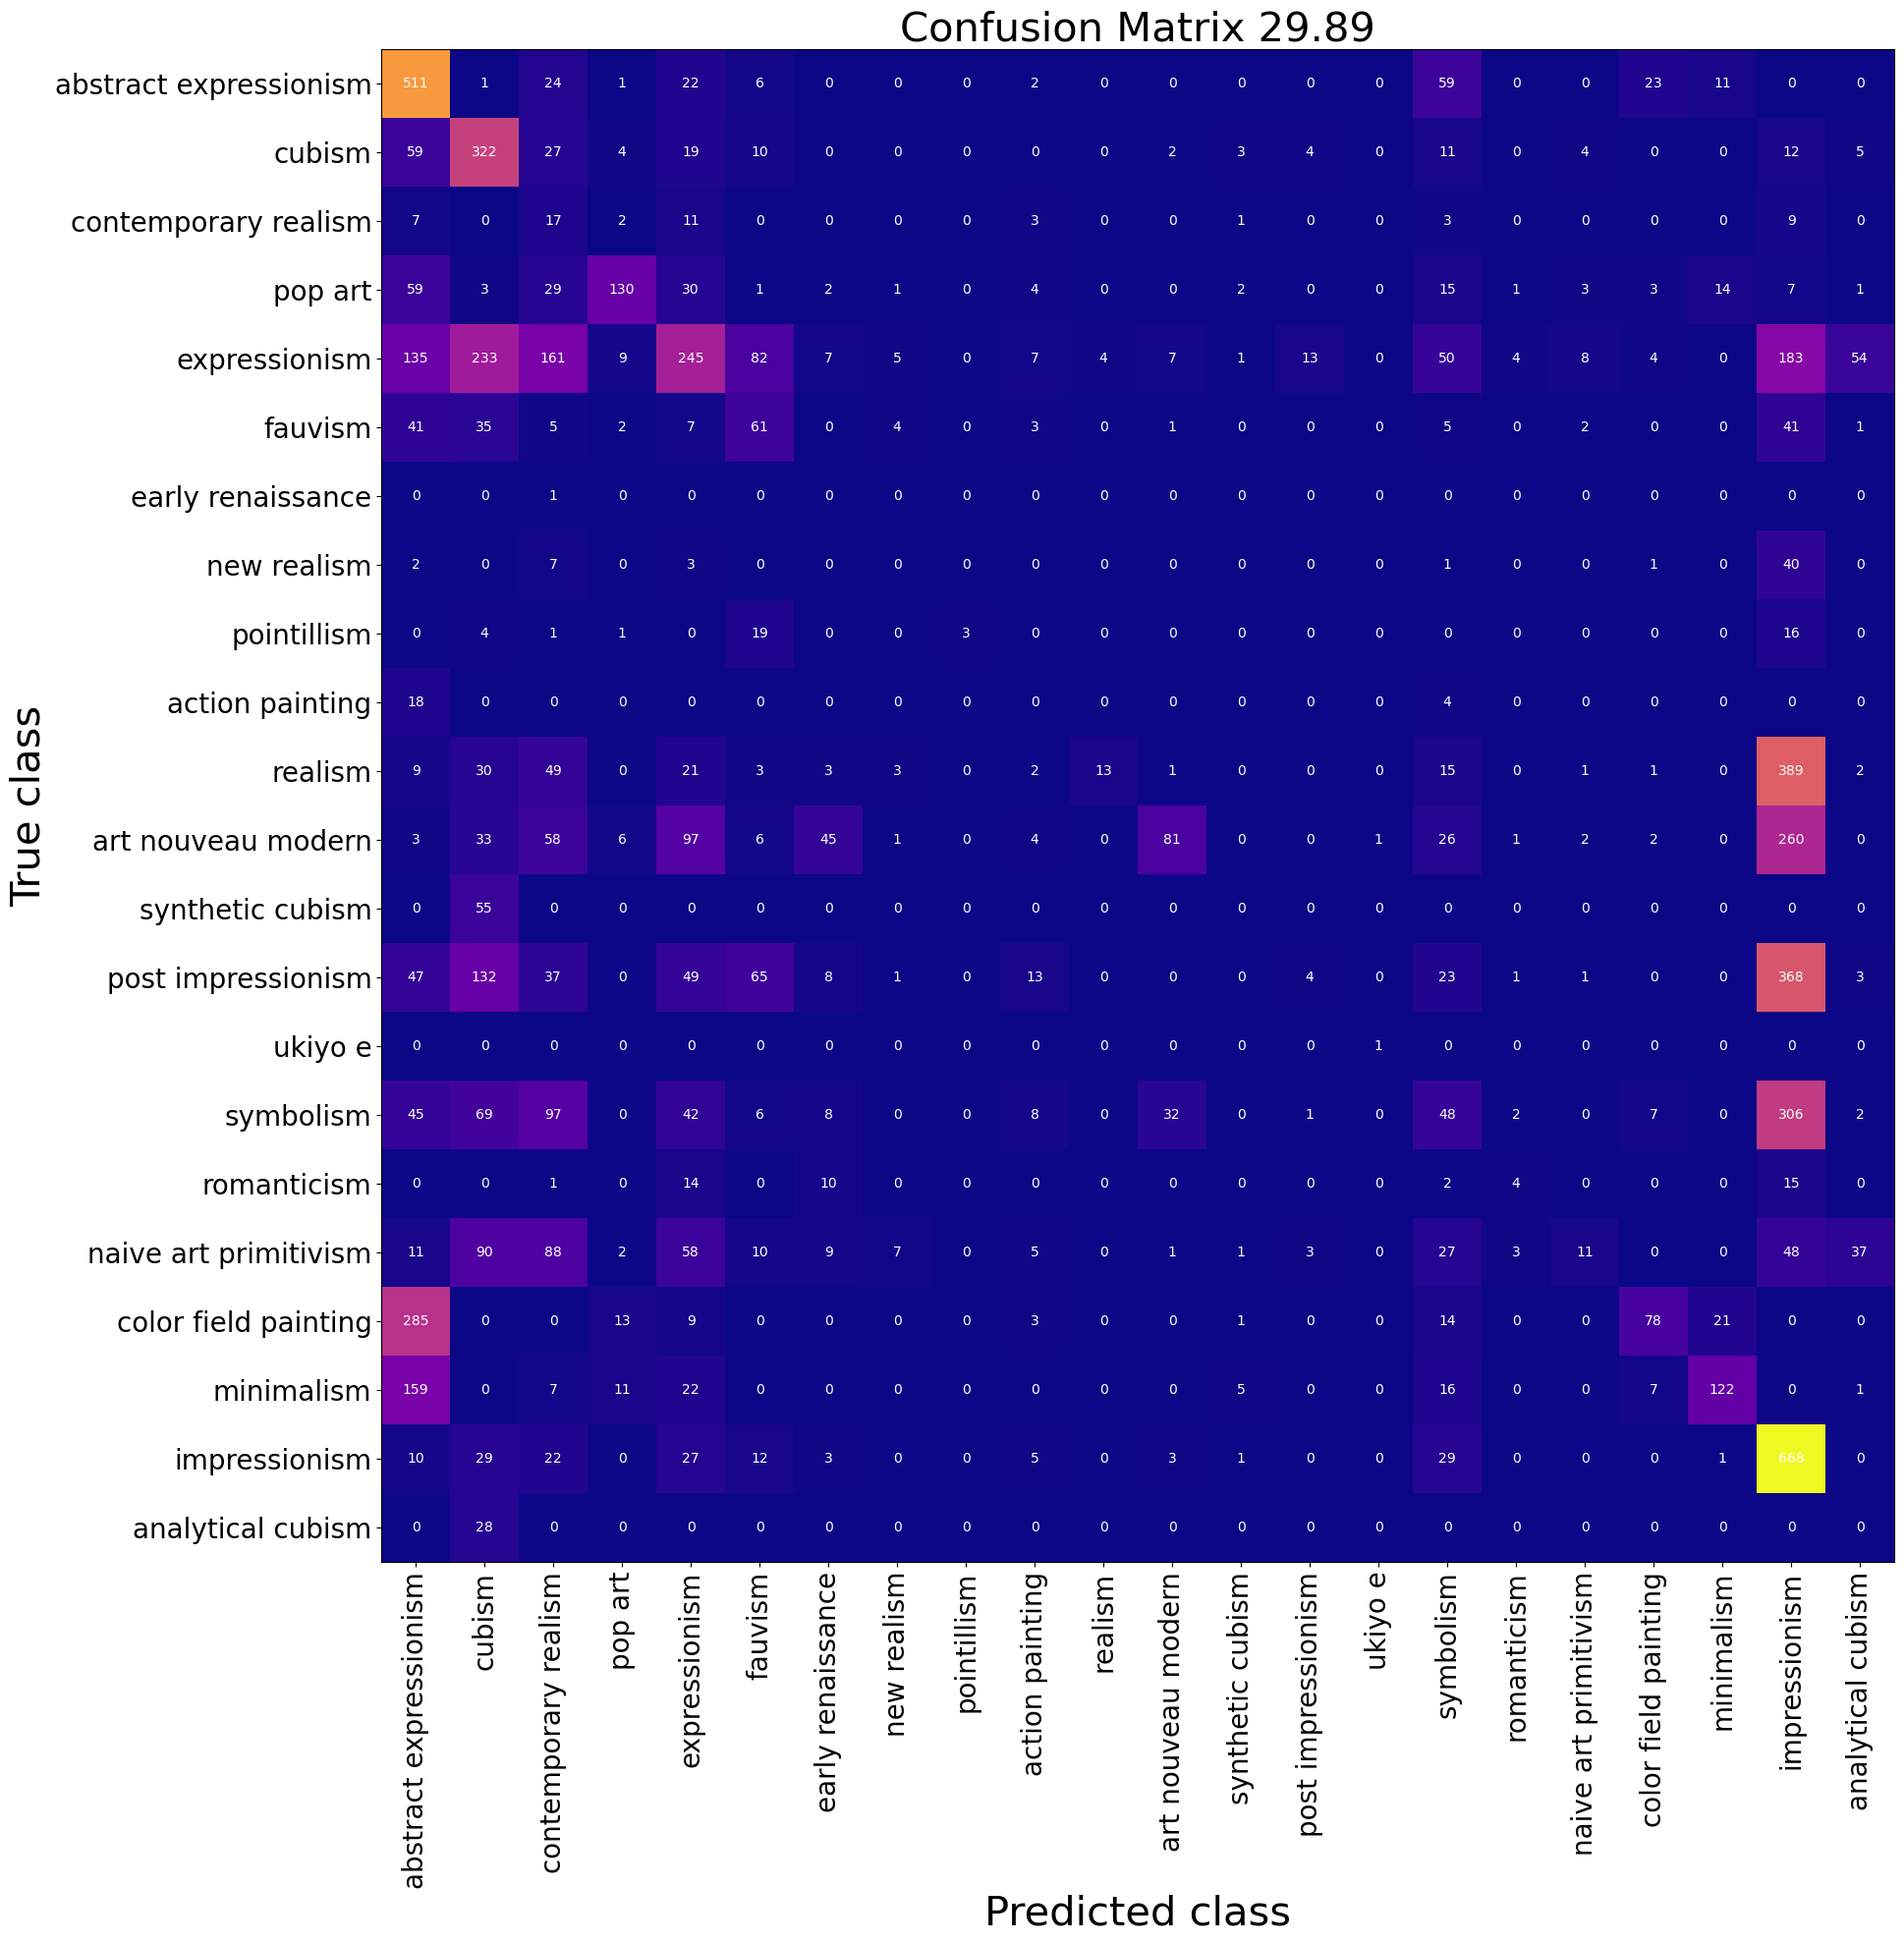 Confusion Matrix 29.89
abstract expressionism 511 1 24 1 22 6 0 0 0 2 0 0 0 0 0 59 0 0 23 11 0 0
cubism 59 322 27 4 19 10 0 0 0 0 0 2 3 4 0 11 0 4 0 0 12 5
contemporary realism 7 0 17 2 11 0 0 0 0 3 0 0 1 0 0 3 0 0 0 0 9 0
pop art 59 3 29 130 30 1 2 1 0 4 0 0 2 0 0 15 1 3 3 14 7 1
expressionism 135 233 161 9 245 82 7 5 0 7 4 7 1 13 0 50 4 8 4 0 183 54
fauvism 41 35 5 2 7 61 0 4 0 3 0 1 0 0 0 5 0 2 0 0 41 1
early renaissance 0 0 1 0 0 0 0 0 0 0 0 0 0 0 0 0 0 0 0 0 0 0
new realism 2 0 7 0 3 0 0 0 0 0 0 0 0 0 0 1 0 0 1 0 40 0
pointillism 0 4 1 1 0 19 0 0 3 0 0 0 0 0 0 0 0 0 0 0 16 0
action painting 18 0 0 0 0 0 0 0 0 0 0 0 0 0 0 4 0 0 0 0 0 0
realism 9 30 49 0 21 3 3 3 0 2 13 1 0 0 0 15 0 1 1 0 389 2
art nouveau modern 3 33 58 6 97 6 45 1 0 4 0 81 0 0 1 26 1 2 2 0 260 0
synthetic cubism 0 55 0 0 0 0 0 0 0 0 0 0 0 0 0 0 0 0 0 0 0 0
post impressionism 47 132 37 0 49 65 8 1 0 13 0 0 0 4 0 23 1 1 0 0 368 3
ukiyo e 0 0 0 0 0 0 0 0 0 0 0 0 0 0 1 0 0 0 0 0 0 0
symbolism 45 69 97 0 42 6 8 0 0 8 0 32 0 1 0 48 2 0 7 0 306 2
romanticism 0 0 1 0 14 0 10 0 0 0 0 0 0 0 0 2 4 0 0 0 15 0
naive art primitivism 11 90 88 2 58 10 9 7 0 5 0 1 1 3 0 27 3 11 0 0 48 37
color field painting 285 0 0 13 9 0 0 0 0 3 0 0 1 0 0 14 0 0 78 21 0 0
minimalism 159 0 7 11 22 0 0 0 0 0 0 0 5 0 0 16 0 0 7 122 0 1
impressionism 10 29 22 0 27 12 3 0 0 5 0 3 1 0 0 29 0 0 0 1 668 0
analytical cubism 0 28 0 0 0 0 0 0 0 0 0 0 0 0 0 0 0 0 0 0 0 0
True class
abstract expressionism
cubism
contemporary realism
pop art
expressionism
fauvism
early renaissance
new realism
pointillism
action painting
realism
art nouveau modern
synthetic cubism
post impressionism
ukiyo e
symbolism
romanticism
naive art primitivism
color field painting
minimalism
impressionism
analytical cubism
Predicted class